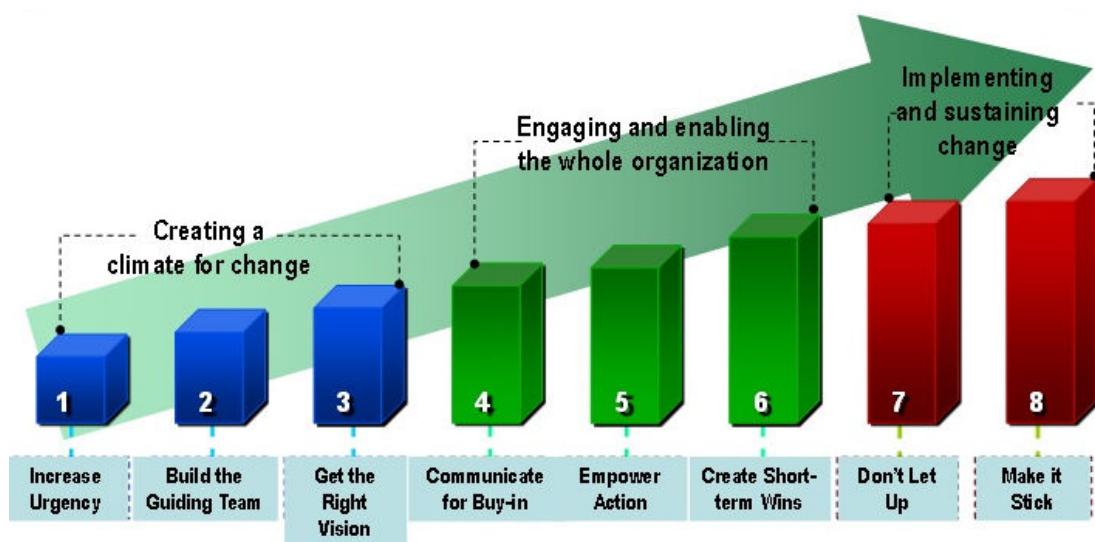 Implementing
and sustaining
change
Engaging and enabling
the whole organization
Creating a
climate for change
1
2
3
4
5
6
7
8
Increase
Urgency
Build the
Guiding Team
Get the
Right
Vision
Communicate
for Buy-in
Empower
Action
Create Short-
term Wins
Don't Let
Up
Make it
Stick